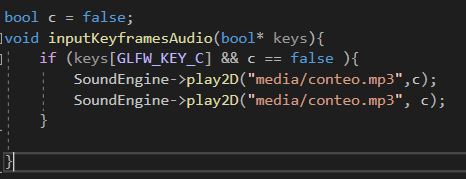 bool c = false;
void inputKeyframesAudio(bool* keys){
if (keys[GLFW_KEY_C] && c == false ){
SoundEngine->play2D("media/conteo.mp3",c);
SoundEngine->play2D("media/conteo.mp3", c);
}
}